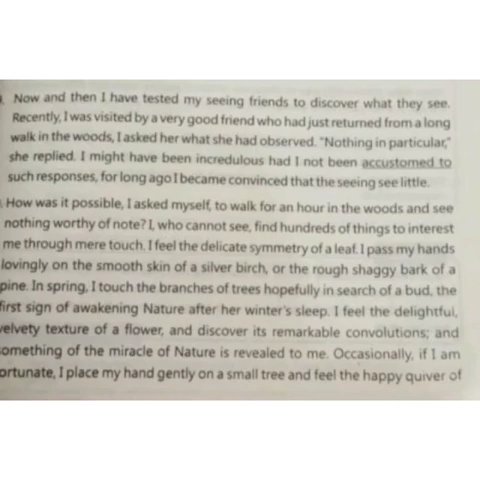 Now and then I have tested my seeing friends to discover what they see.
Recently, I was visited by a very good friend who had just returned from a long
walk in the woods, I asked her what she had observed. "Nothing in particular,"
she replied. I might have been incredulous had I not been accustomed to
such responses, for long ago I became convinced that the seeing see little.
How was it possible, I asked myself, to walk for an hour in the woods and see
nothing worthy of note? I, who cannot see, find hundreds of things to interest
me through mere touch. I feel the delicate symmetry of a leaf. I pass my hands
lovingly on the smooth skin of a silver birch, or the rough shaggy bark of a
pine. In spring, I touch the branches of trees hopefully in search of a bud, the
first sign of awakening Nature after her winter's sleep. I feel the delightful,
velvety texture of a flower, and discover its remarkable convolutions; and
something of the miracle of Nature is revealed to me. Occasionally, if I am
ortunate, I place my hand gently on a small tree and feel the happy quiver of